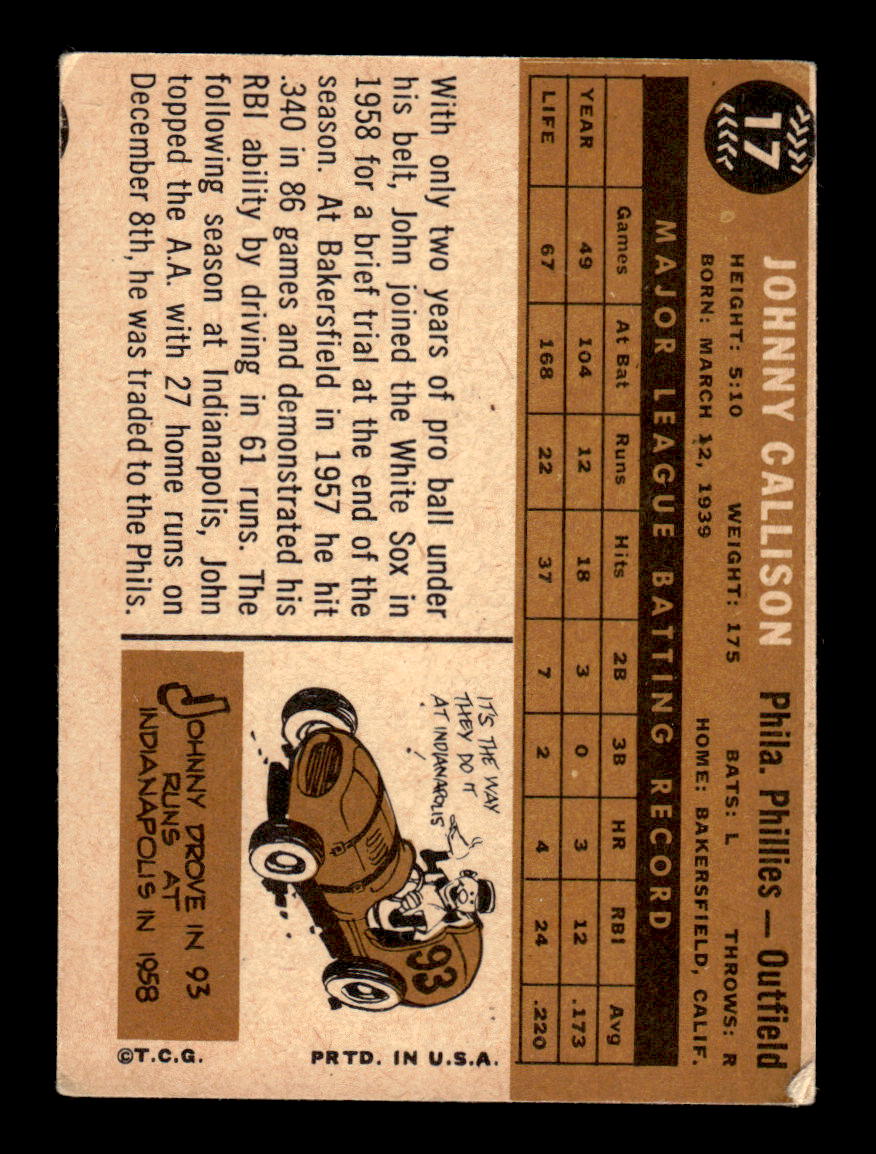 17
JOHNNY CALLISON Phila. Phillies — Outfield
HEIGHT: 5:10 WEIGHT: 175 BATS: L THROWS: R
BORN: MARCH 12, 1939 HOME: BAKERSFIELD, CALIF.
MAJOR LEAGUE BATTING RECORD
Games At Bat Runs Hits 2B 3B HR RBI Avg
YEAR 49 104 12 18 3 0 3 12 .173
LIFE 67 168 22 37 7 2 4 24 .220
With only two years of pro ball under
his belt, John joined the White Sox in
1958 for a brief trial at the end of the
season. At Bakersfield in 1957 he hit
.340 in 86 games and demonstrated his
RBI ability by driving in 61 runs. The
following season at Indianapolis, John
topped the A.A. with 27 home runs on
December 8th, he was traded to the Phils.
IT'S THE WAY
THEY DO IT
AT INDIANAPOLIS
!
93
JOHNNY DROVE IN 93
RUNS AT
INDIANAPOLIS IN 1958
©T.C.G. PRTD. IN U.S.A.